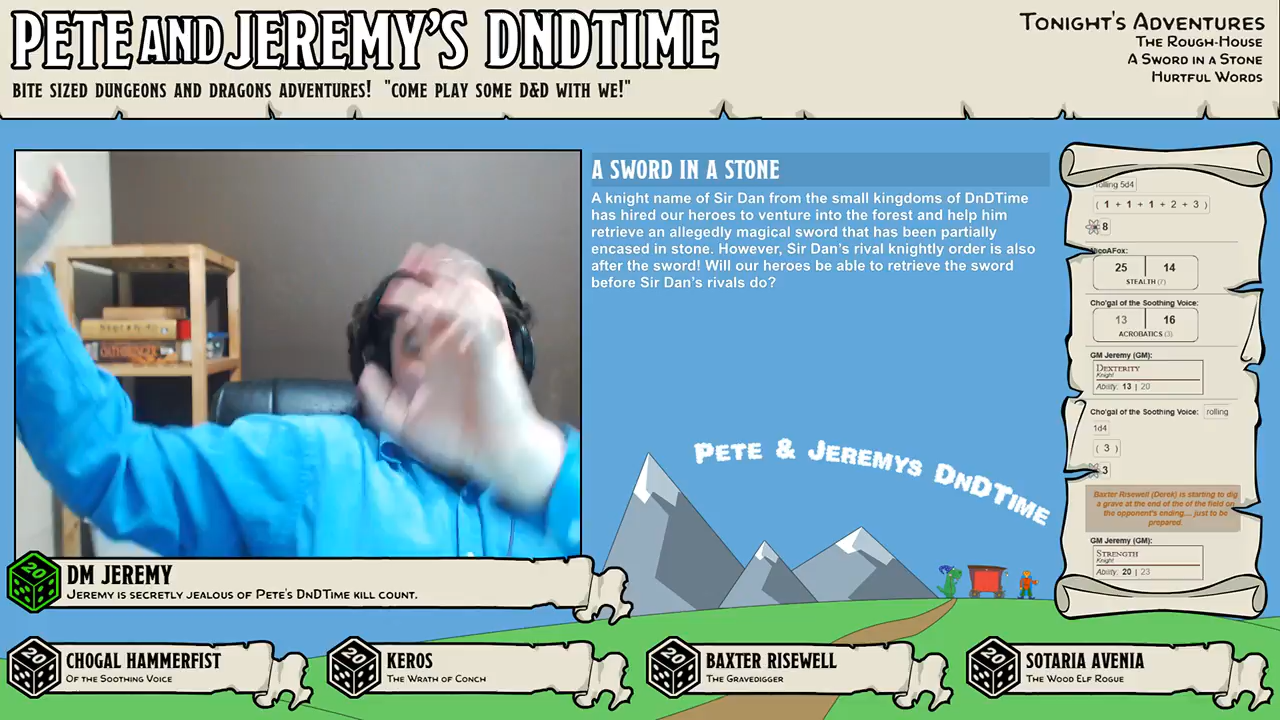 PETE AND JEREMY'S DNDTIME
BITE SIZED DUNGEONS AND DRAGONS ADVENTURES! "COME PLAY SOME D&D WITH WE!"
TONIGHT'S ADVENTURES
THE ROUGH-HOUSE
A SWORD IN A STONE
HURTFUL WORDS
A SWORD IN A STONE
A knight name of Sir Dan from the small kingdoms of DnDTime
has hired our heroes to venture into the forest and help him
retrieve an allegedly magical sword that has been partially
encased in stone. However, Sir Dan's rival knightly order is also
after the sword! Will our heroes be able to retrieve the sword
before Sir Dan's rivals do?
PETE & JEREMYS DNDTIME
rolling 5d4
( 1 + 1 + 1 + 2 + 3 )
8
NicoAFox:
25 | 14
STEALTH (7)
Cho'gal of the Soothing Voice:
13 | 16
ACROBATICS (3)
GM Jeremy (GM):
DEXTERITY
Knight
Ability: 13 | 20
Cho'gal of the Soothing Voice: rolling
1d4
( 3 )
3
Baxter Risewell (Derek) is starting to dig
a grave at the end of the of the field on
the opponent's ending.... just to be
prepared.
GM Jeremy (GM):
STRENGTH
Knight
Ability: 20 | 23
20
DM JEREMY
JEREMY IS SECRETLY JEALOUS OF PETE'S DNDTIME KILL COUNT.
20
CHOGAL HAMMERFIST
OF THE SOOTHING VOICE
20
KEROS
THE WRATH OF CONCH
20
BAXTER RISEWELL
THE GRAVEDIGGER
20
SOTARIA AVENIA
THE WOOD ELF ROGUE